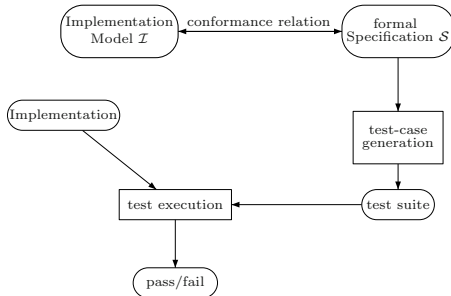 Implementation
Model ℐ
conformance relation
formal
Specification 𝒮
Implementation
test-case
generation
test execution
test suite
pass/fail